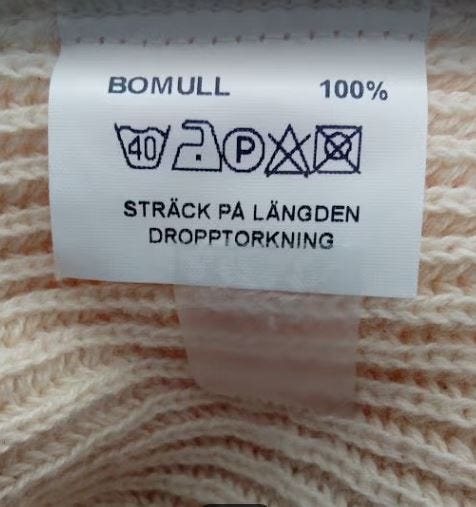 BOMULL 100%
40 P
STRÄCK PÅ LÄNGDEN
DROPPTORKNING